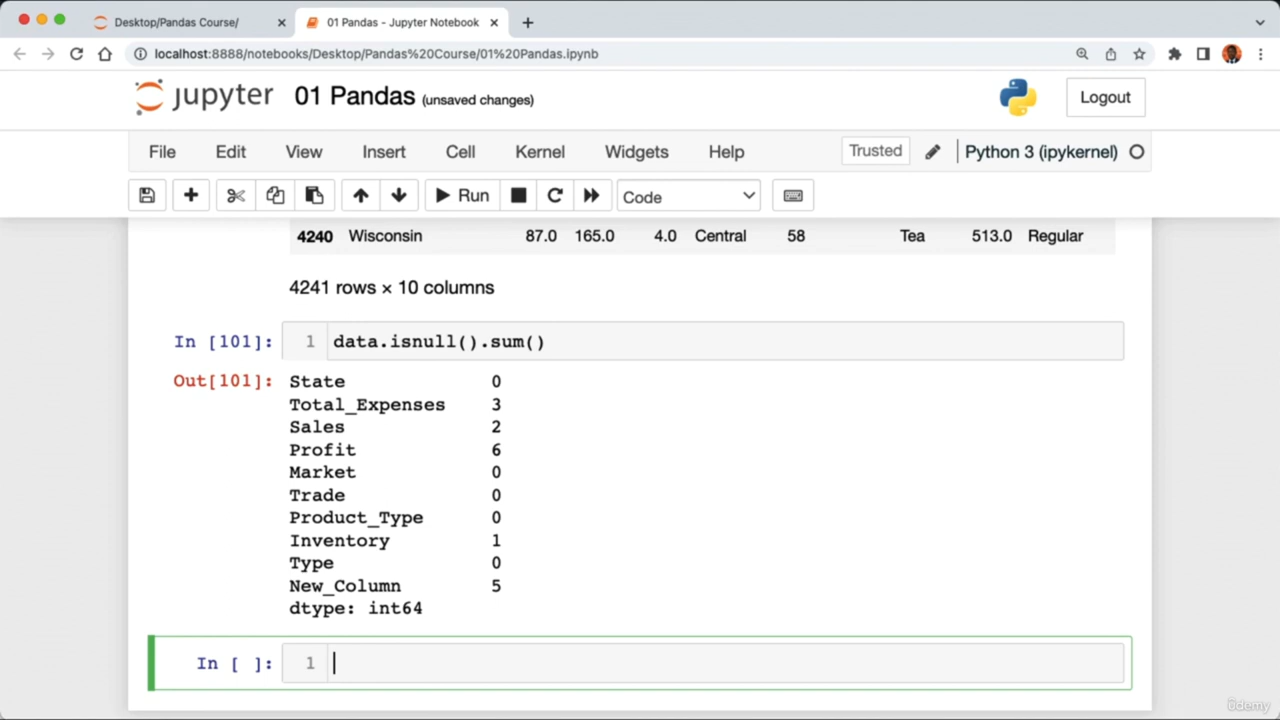 Desktop/Pandas Course/
01 Pandas - Jupyter Notebook
localhost:8888/notebooks/Desktop/Pandas%20Course/01%20Pandas.ipynb
jupyter 01 Pandas (unsaved changes)
Logout
File Edit View Insert Cell Kernel Widgets Help Trusted Python 3 (ipykernel)
Run Code
4240 Wisconsin 87.0 165.0 4.0 Central 58 Tea 513.0 Regular
4241 rows × 10 columns
In [101]: 1 data.isnull().sum()
Out[101]: State 0
Total_Expenses 3
Sales 2
Profit 6
Market 0
Trade 0
Product_Type 0
Inventory 1
Type 0
New_Column 5
dtype: int64
In [ ]: 1
ûdemy